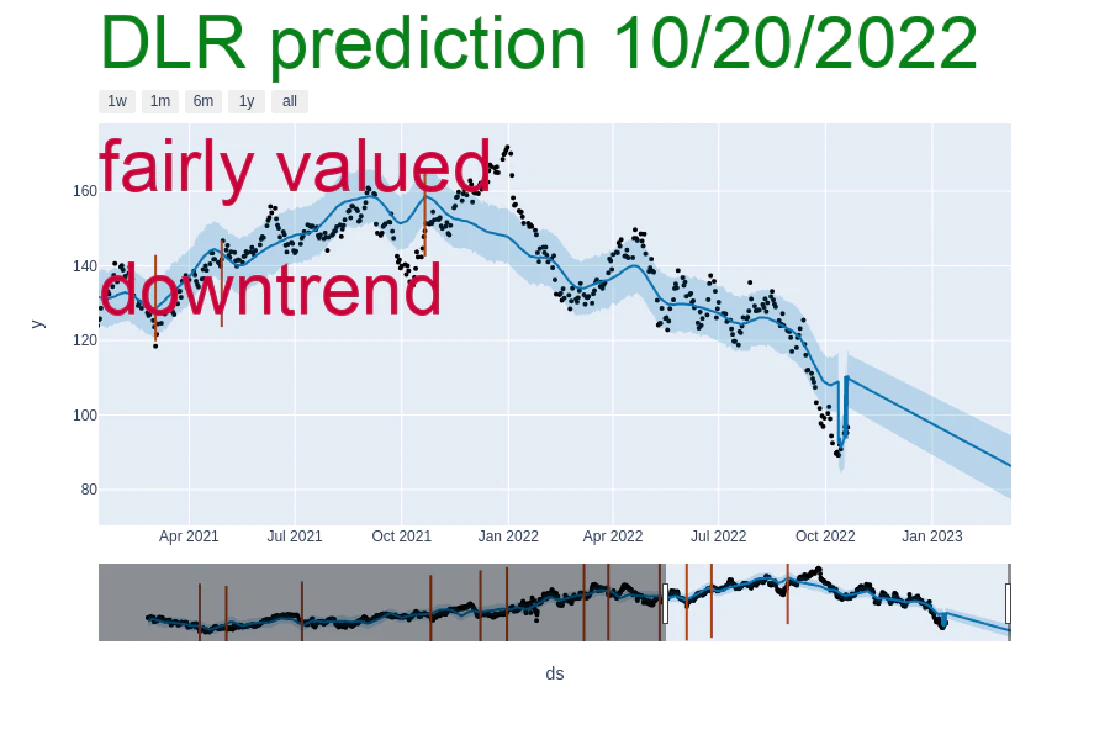 DLR prediction 10/20/2022
1w 1m 6m 1y all
fairly valued
160
140
downtrend
y
120
100
80
Apr 2021 Jul 2021 Oct 2021 Jan 2022 Apr 2022 Jul 2022 Oct 2022 Jan 2023
ds